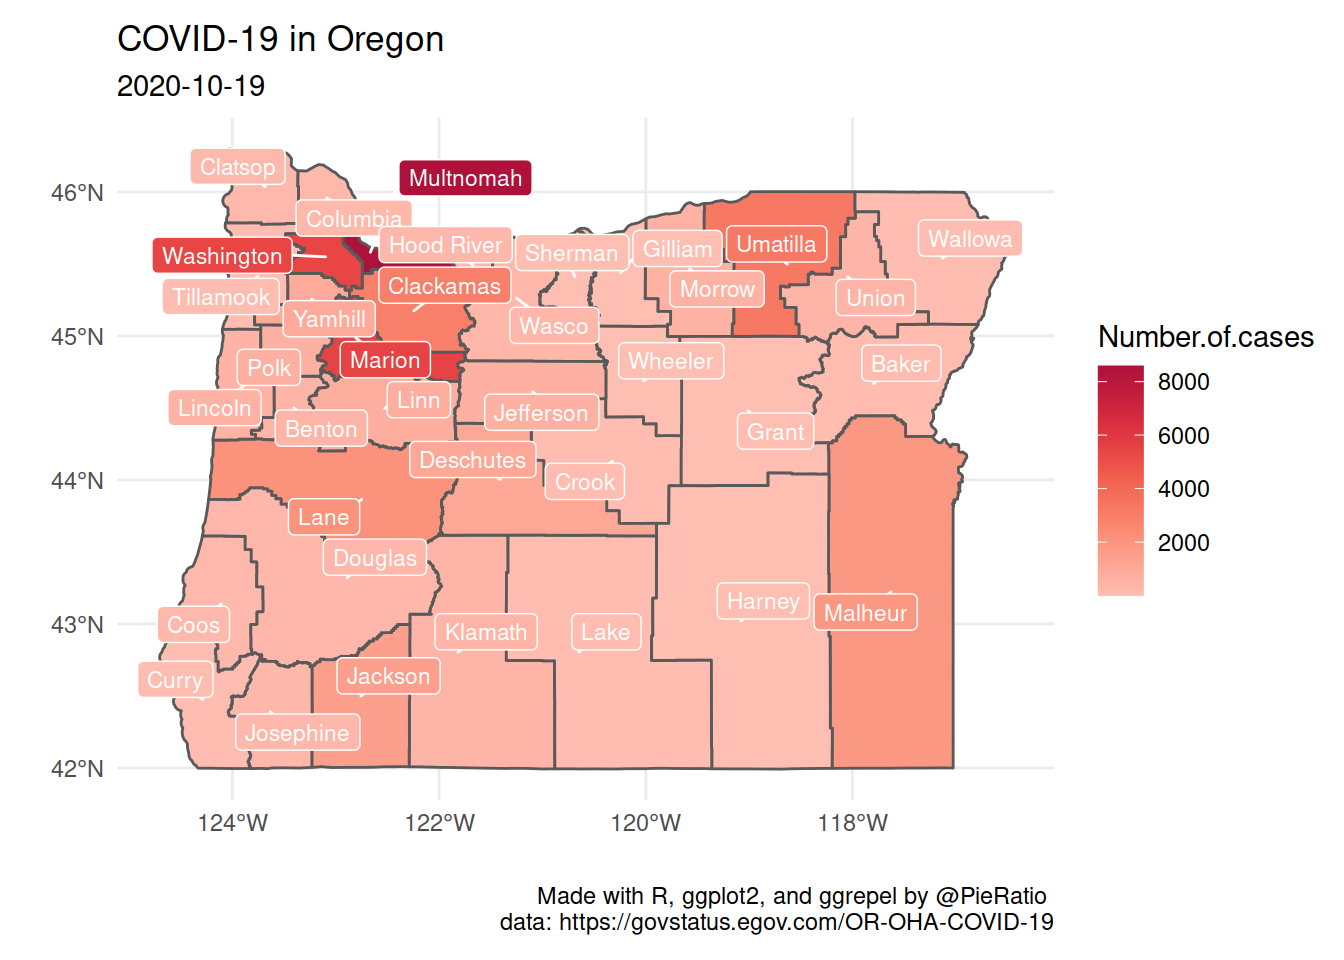 COVID-19 in Oregon
2020-10-19
Clatsop
Multnomah
46°N
Columbia
Washington
Hood River
Sherman
Gilliam
Umatilla
Wallowa
Tillamook
Clackamas
Morrow
Union
Yamhill
Wasco
45°N
Marion
Polk
Wheeler
Baker
Lincoln
Linn
Jefferson
Benton
Grant
Deschutes
44°N
Crook
Lane
Douglas
43°N
Coos
Klamath
Lake
Harney
Malheur
Curry
Jackson
Josephine
42°N
124°W
122°W
120°W
118°W
Number.of.cases
8000
6000
4000
2000
Made with R, ggplot2, and ggrepel by @PieRatio
data: https://govstatus.egov.com/OR-OHA-COVID-19